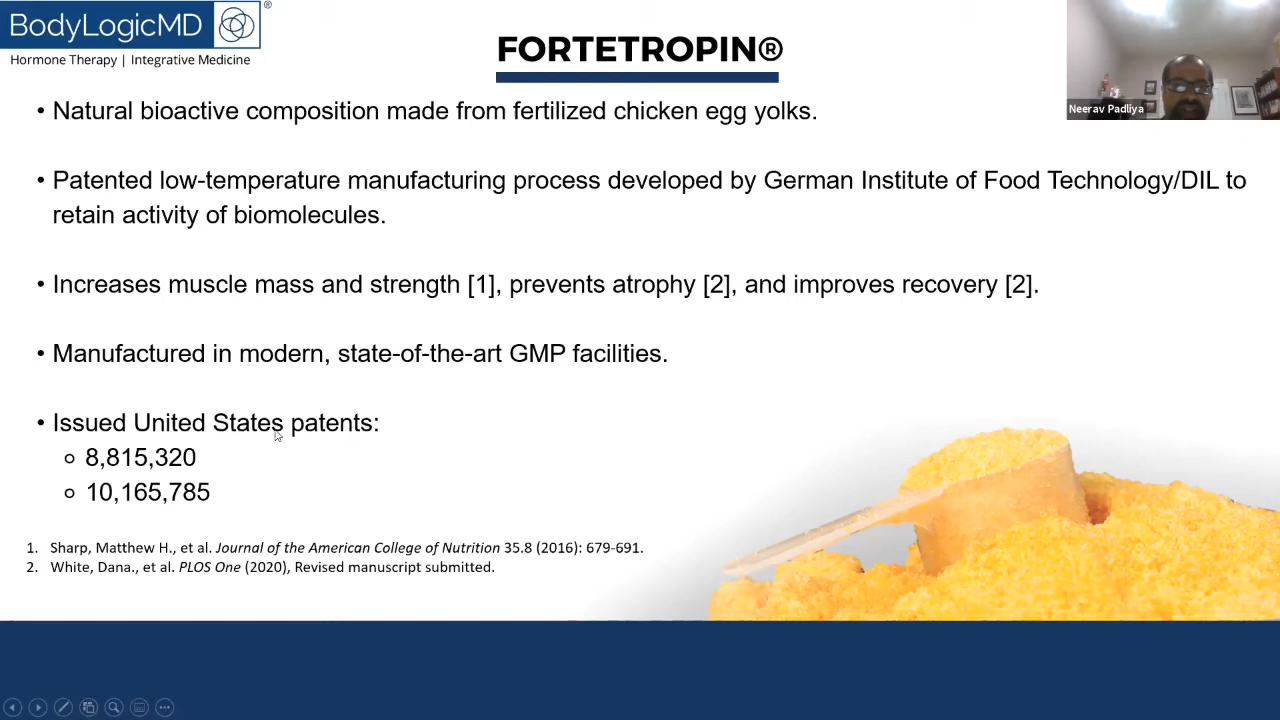 BodyLogicMD ®
Hormone Therapy | Integrative Medicine
FORTETROPIN®
Neerav Padliya
• Natural bioactive composition made from fertilized chicken egg yolks.
• Patented low-temperature manufacturing process developed by German Institute of Food Technology/DIL to
retain activity of biomolecules.
• Increases muscle mass and strength [1], prevents atrophy [2], and improves recovery [2].
• Manufactured in modern, state-of-the-art GMP facilities.
• Issued United States patents:
o 8,815,320
o 10,165,785
1. Sharp, Matthew H., et al. Journal of the American College of Nutrition 35.8 (2016): 679-691.
2. White, Dana., et al. PLOS One (2020), Revised manuscript submitted.